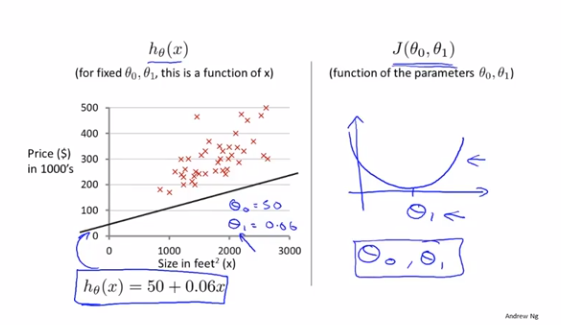 h_θ(x)
(for fixed θ₀, θ₁, this is a function of x)
Price ($)
in 1000's
500
400
300
200
100
0
0
1000
2000
3000
Size in feet² (x)
θ₀ = 50
θ₁ = 0.06
h_θ(x) = 50 + 0.06x
J(θ₀, θ₁)
(function of the parameters θ₀, θ₁)
θ₁
θ₀, θ₁
Andrew Ng